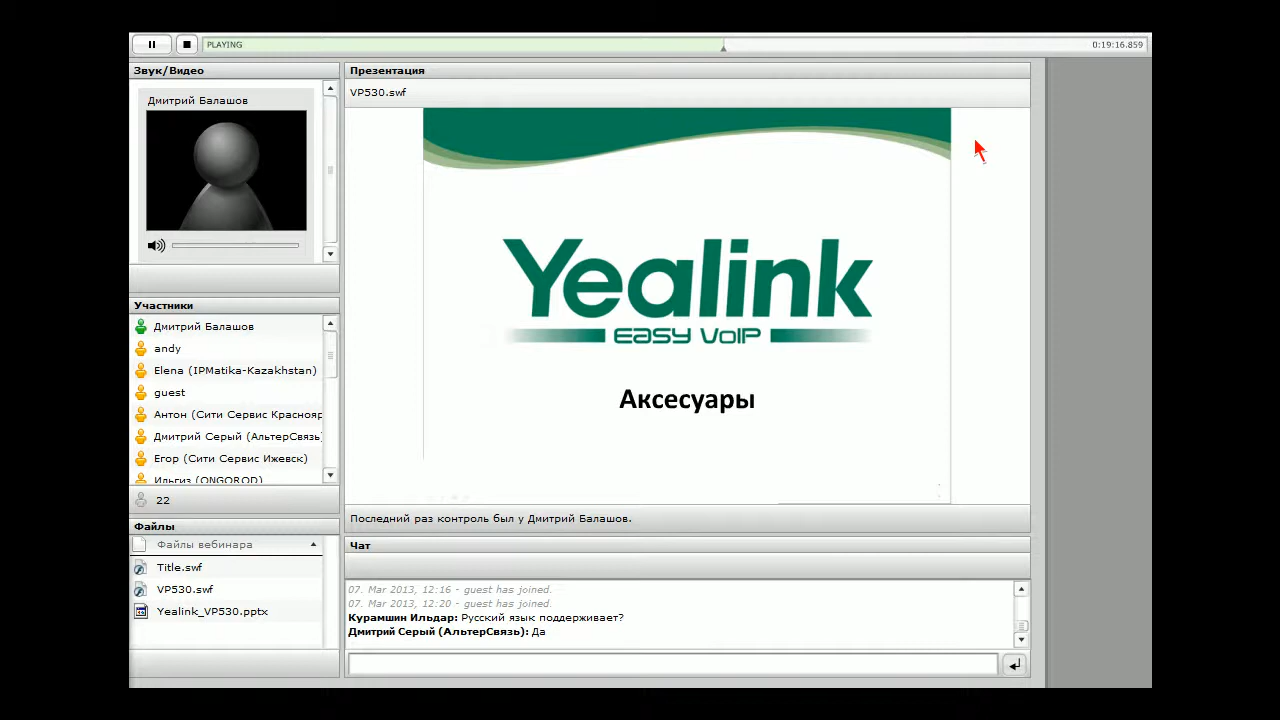 PLAYING
0:19:16.859
Звук/Видео
Дмитрий Балашов
Участники
Дмитрий Балашов
andy
Elena (IPMatika-Kazakhstan)
guest
Антон (Сити Сервис Краснояр
Дмитрий Серый (АльтерСвязь
Егор (Сити Сервис Ижевск)
Ильгиз (ONGOROD)
22
Файлы
Файлы вебинара
Title.swf
VP530.swf
Yealink_VP530.pptx
Презентация
VP530.swf
Yealink
EASY VoIP
Аксесуары
Последний раз контроль был у Дмитрий Балашов.
Чат
07. Mar 2013, 12:16 - guest has joined.
07. Mar 2013, 12:20 - guest has joined.
Курамшин Ильдар: Русский язык поддерживает?
Дмитрий Серый (АльтерСвязь): Да